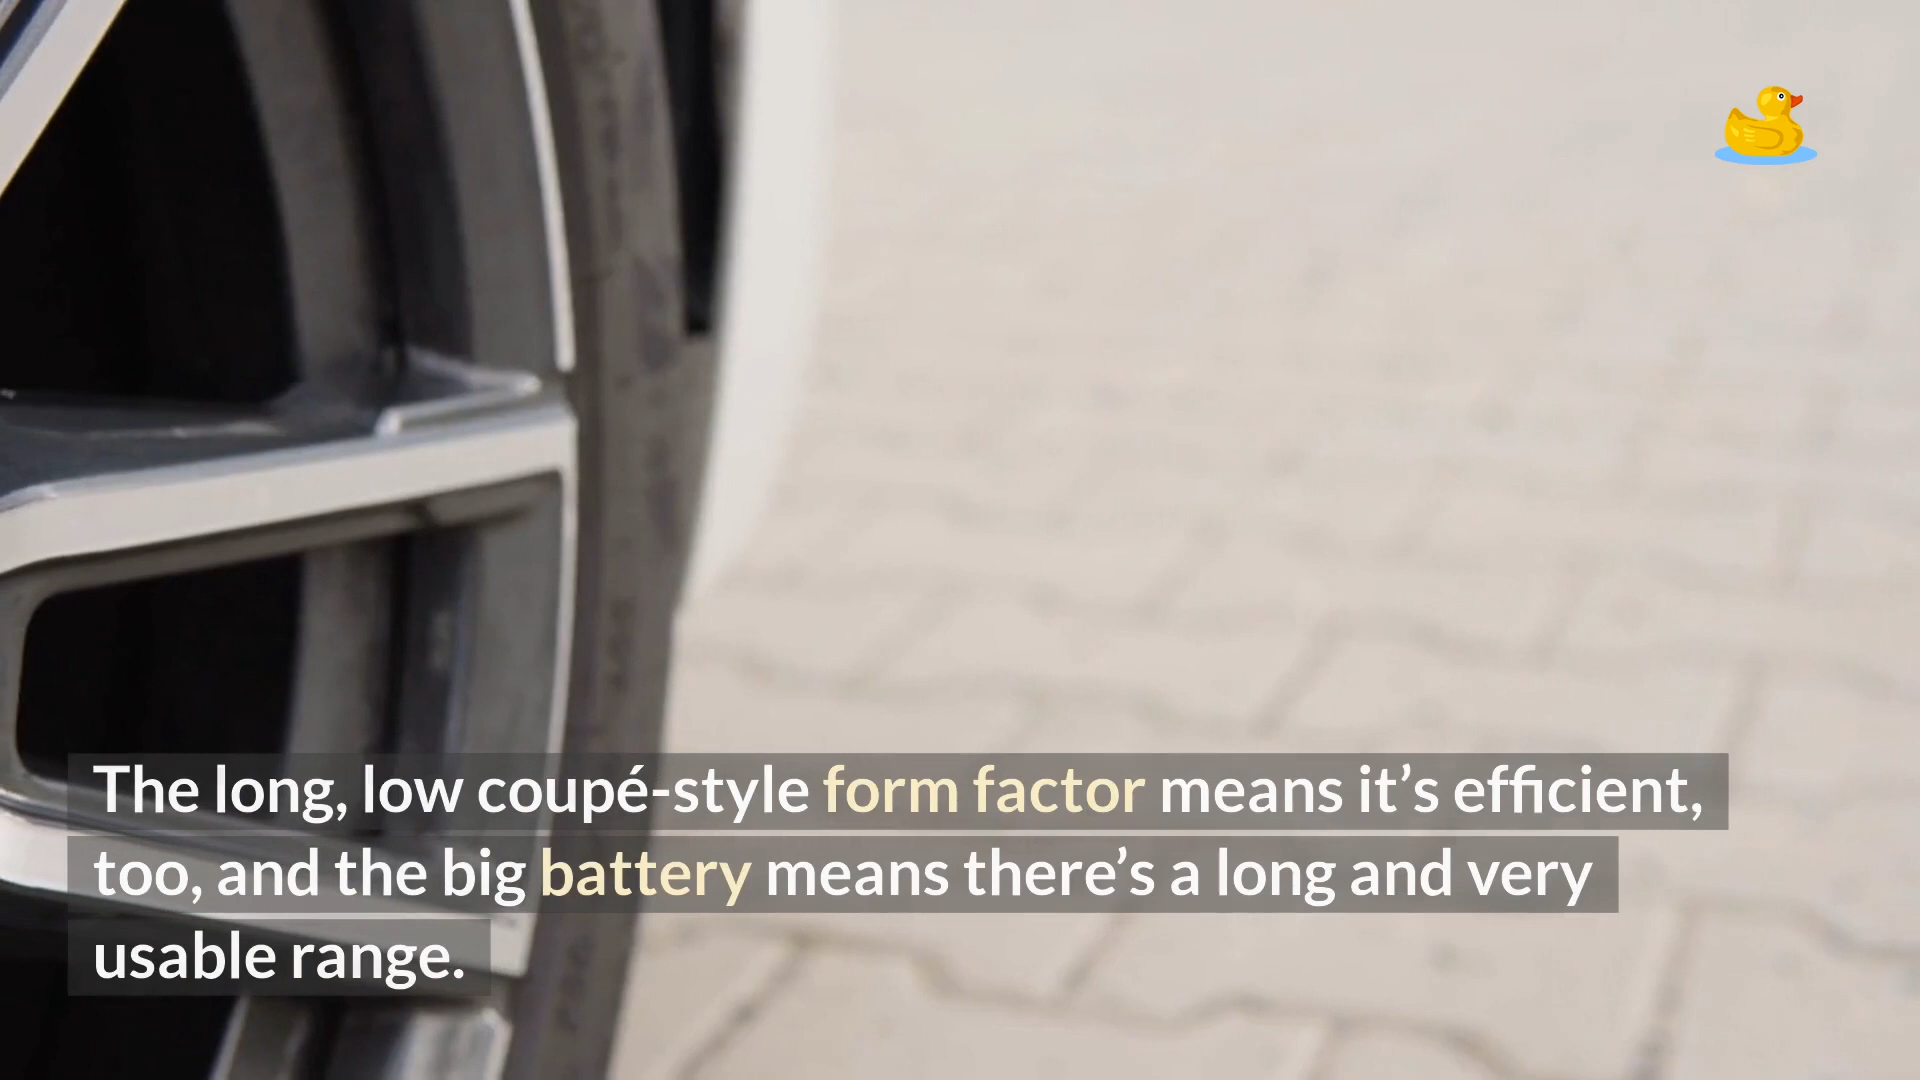 The long, low coupé-style form factor means it’s efficient,
too, and the big battery means there’s a long and very
usable range.